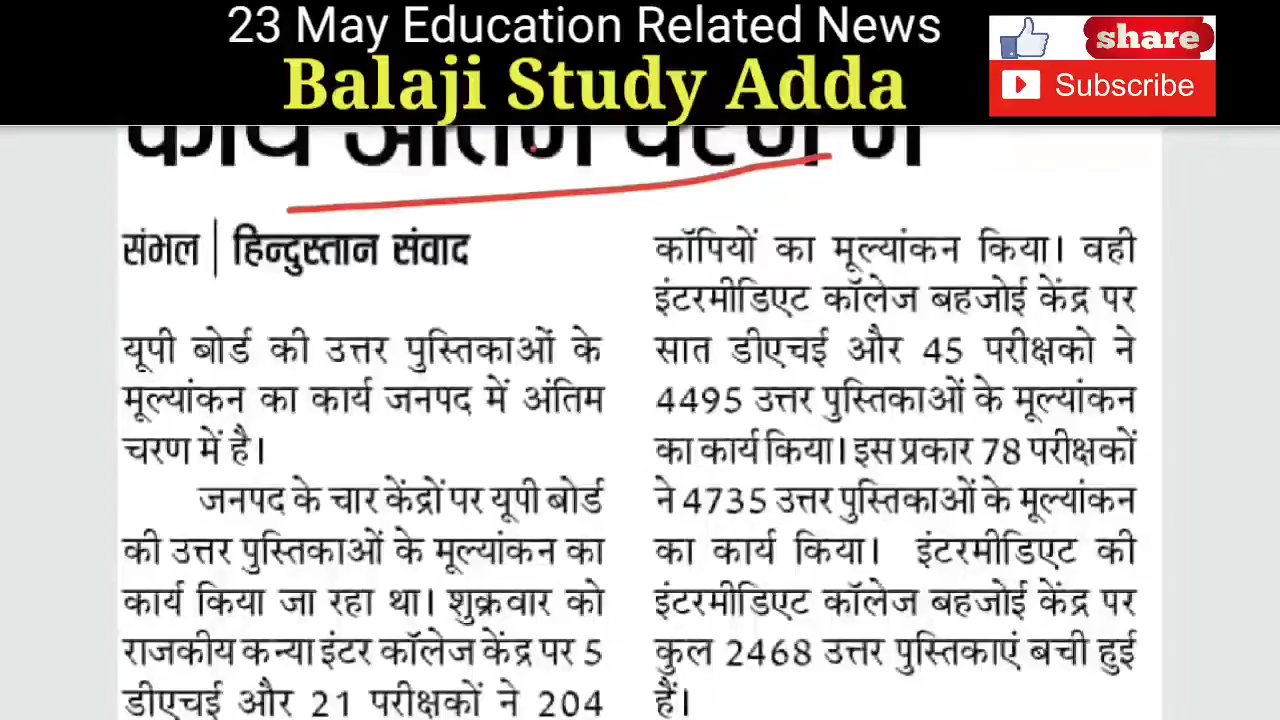 23 May Education Related News
Balaji Study Adda
share
Subscribe
कार्य अंतिम चरण में
संभल | हिन्दुस्तान संवाद
यूपी बोर्ड की उत्तर पुस्तिकाओं के
मूल्यांकन का कार्य जनपद में अंतिम
चरण में है।
जनपद के चार केंद्रों पर यूपी बोर्ड
की उत्तर पुस्तिकाओं के मूल्यांकन का
कार्य किया जा रहा था। शुक्रवार को
राजकीय कन्या इंटर कॉलेज केंद्र पर 5
डीएचई और 21 परीक्षकों ने 204
कॉपियों का मूल्यांकन किया। वही
इंटरमीडिएट कॉलेज बहजोई केंद्र पर
सात डीएचई और 45 परीक्षको ने
4495 उत्तर पुस्तिकाओं के मूल्यांकन
का कार्य किया। इस प्रकार 78 परीक्षकों
ने 4735 उत्तर पुस्तिकाओं के मूल्यांकन
का कार्य किया। इंटरमीडिएट की
इंटरमीडिएट कॉलेज बहजोई केंद्र पर
कुल 2468 उत्तर पुस्तिकाएं बची हुई
हैं।